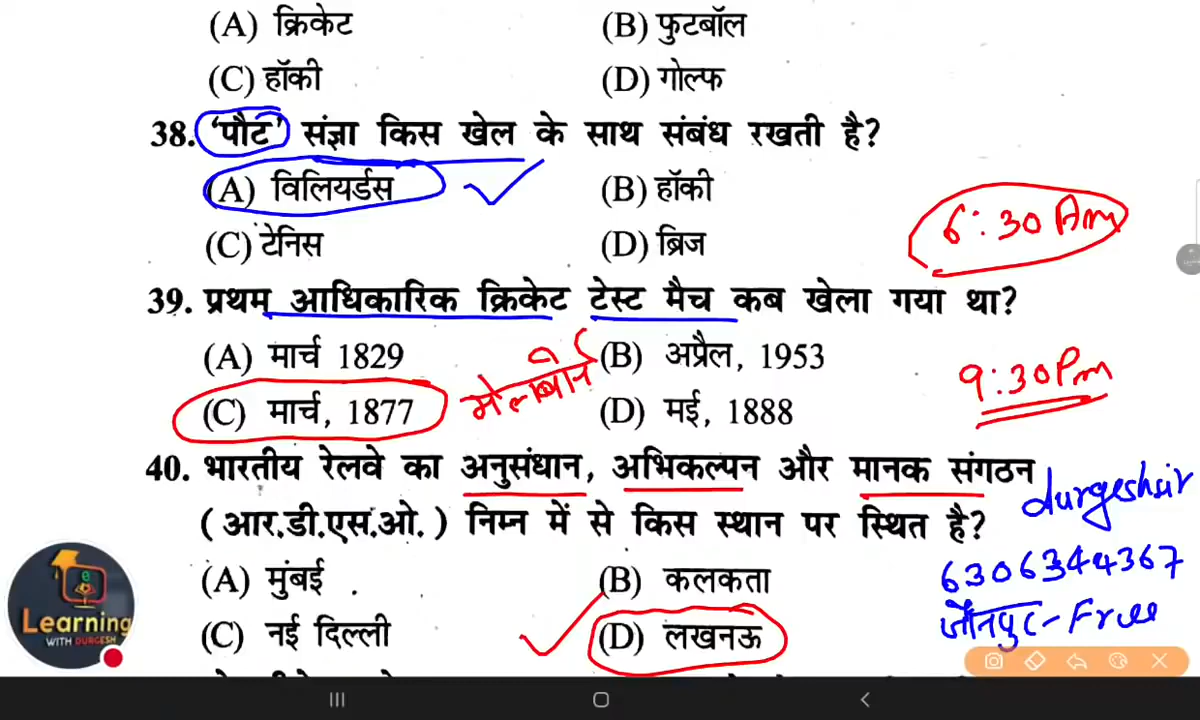 (A) क्रिकेट (B) फुटबॉल
(C) हॉकी (D) गोल्फ
38. 'पौट' संज्ञा किस खेल के साथ संबंध रखती है?
(A) विलियर्डस (B) हॉकी
6:30 Am
(C) टेनिस (D) ब्रिज
39. प्रथम आधिकारिक क्रिकेट टेस्ट मैच कब खेला गया था?
(A) मार्च 1829 (B) अप्रैल, 1953
मेलबोर्न
9:30 Pm
(C) मार्च, 1877 (D) मई, 1888
40. भारतीय रेलवे का अनुसंधान, अभिकल्पन और मानक संगठन
durgeshsir
(आर.डी.एस.ओ.) निम्न में से किस स्थान पर स्थित है?
6306344367
(A) मुंबई (B) कलकता
जौनपुर-Free
(C) नई दिल्ली (D) लखनऊ
e
Learning
WITH DURGESH